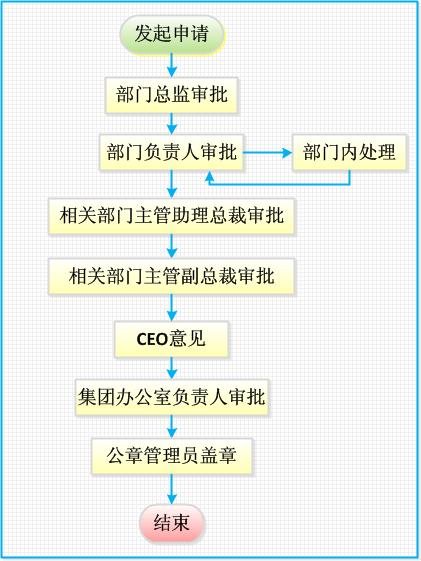 发起申请
部门总监审批
部门负责人审批
部门内处理
相关部门主管助理总裁审批
相关部门主管副总裁审批
CEO意见
集团办公室负责人审批
公章管理员盖章
结束